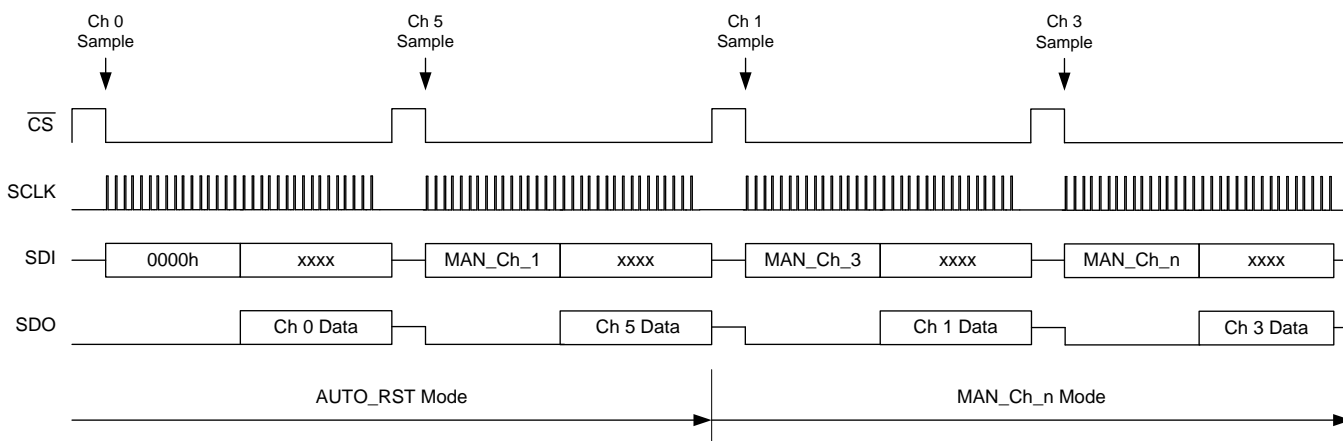 Ch 0
Sample
Ch 5
Sample
Ch 1
Sample
Ch 3
Sample
CS
SCLK
SDI
0000h
xxxx
MAN_Ch_1
xxxx
MAN_Ch_3
xxxx
MAN_Ch_n
xxxx
SDO
Ch 0 Data
Ch 5 Data
Ch 1 Data
Ch 3 Data
AUTO_RST Mode
MAN_Ch_n Mode